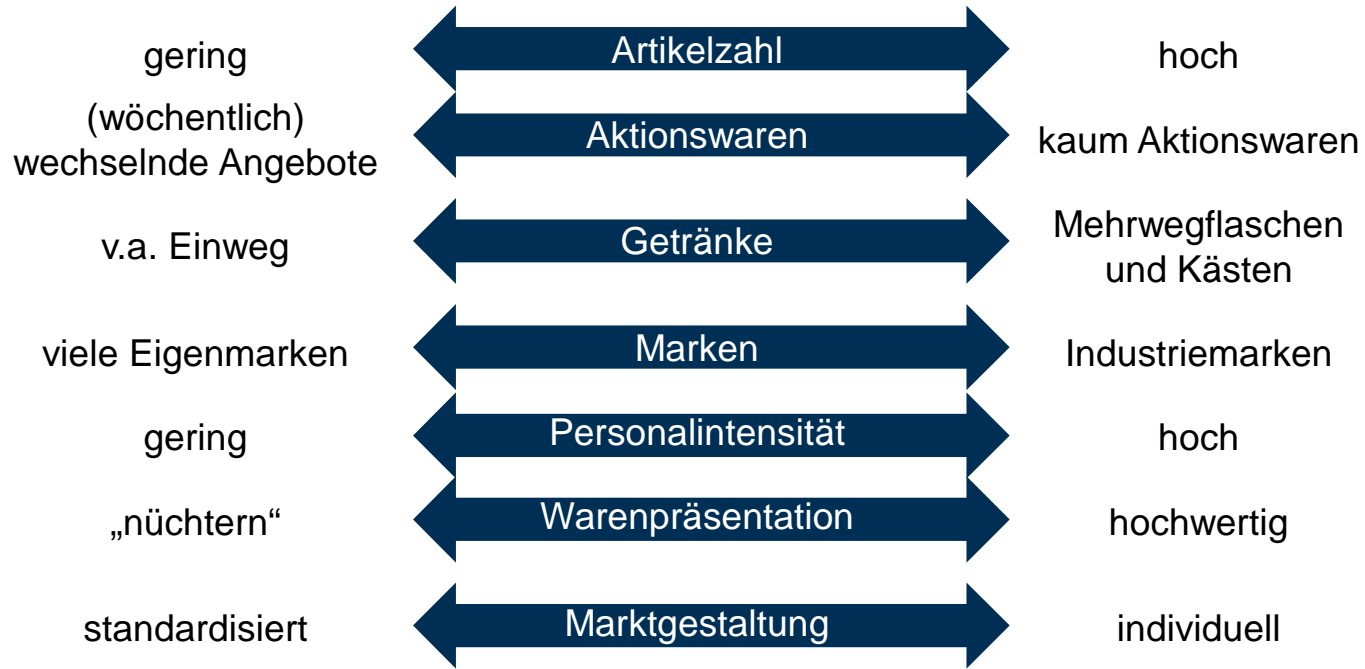 gering
Artikelzahl
hoch
(wöchentlich)
wechselnde Angebote
Aktionswaren
kaum Aktionswaren
v.a. Einweg
Getränke
Mehrwegflaschen
und Kästen
viele Eigenmarken
Marken
Industriemarken
gering
Personalintensität
hoch
„nüchtern“
Warenpräsentation
hochwertig
standardisiert
Marktgestaltung
individuell